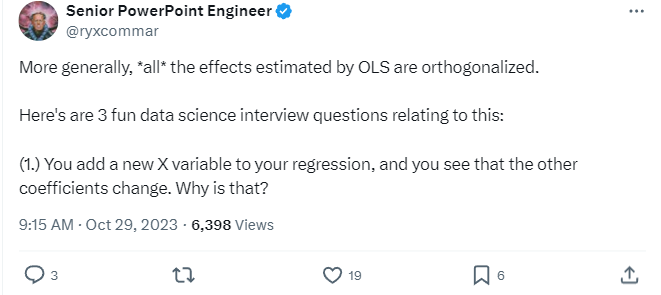 Senior PowerPoint Engineer
@ryxcommar
More generally, *all* the effects estimated by OLS are orthogonalized.
Here's are 3 fun data science interview questions relating to this:
(1.) You add a new X variable to your regression, and you see that the other
coefficients change. Why is that?
9:15 AM · Oct 29, 2023 · 6,398 Views
3 19 6